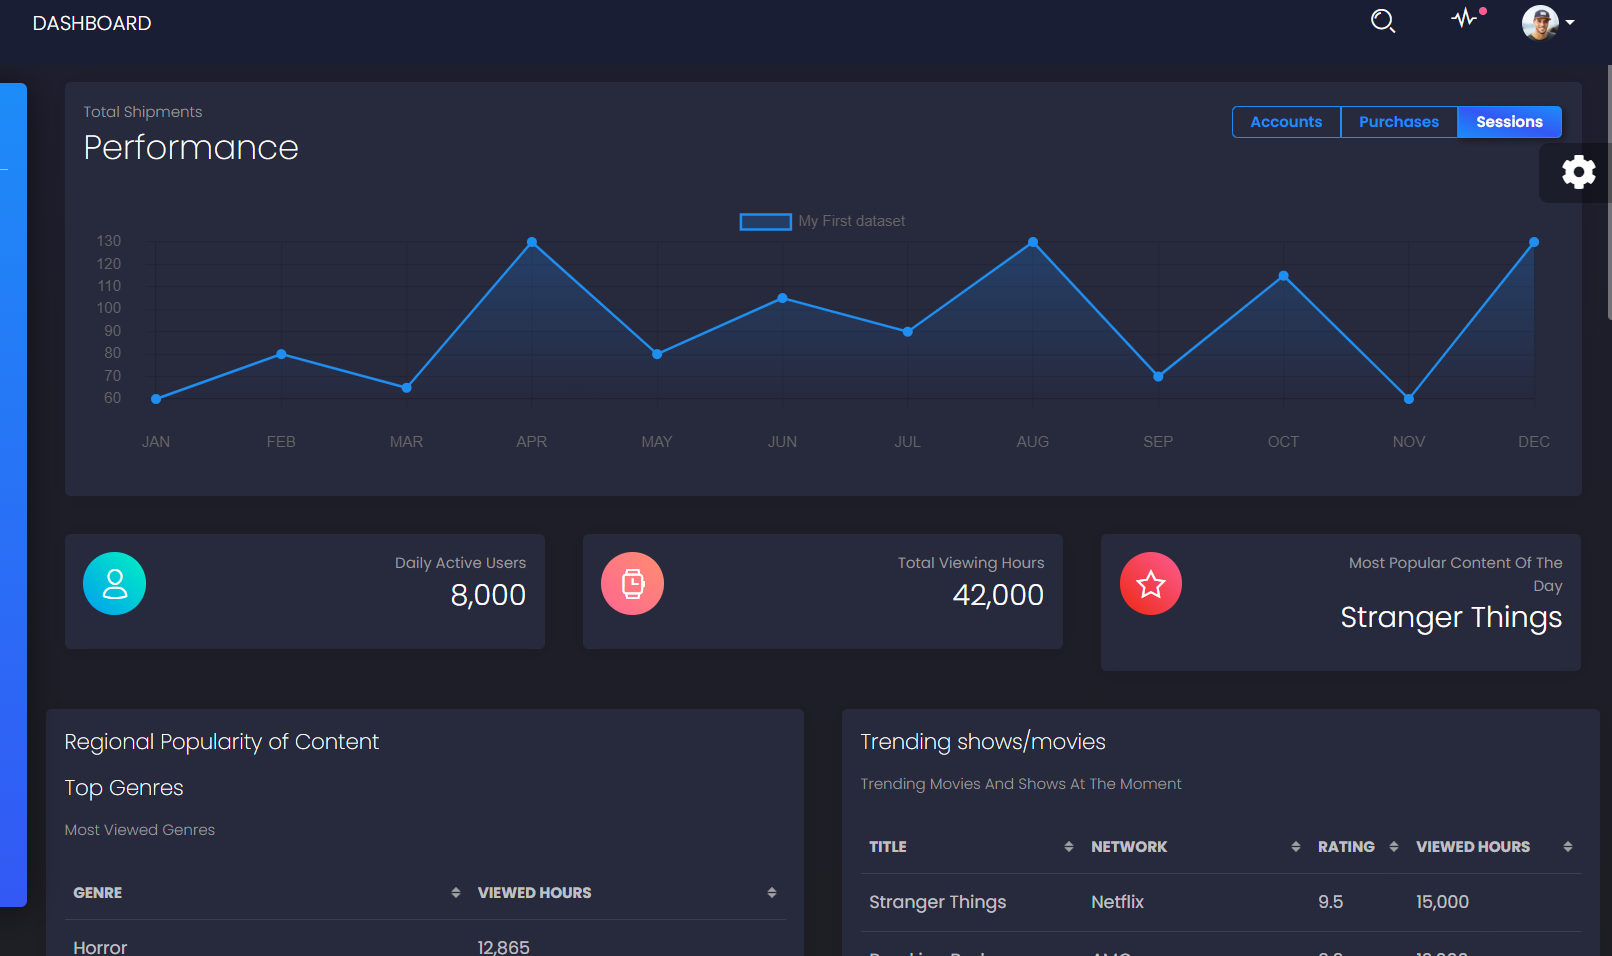 DASHBOARD
Total Shipments
Performance
Accounts Purchases Sessions
My First dataset
130
120
110
100
90
80
70
60
JAN FEB MAR APR MAY JUN JUL AUG SEP OCT NOV DEC
Daily Active Users
8,000
Total Viewing Hours
42,000
Most Popular Content Of The
Day
Stranger Things
Regional Popularity of Content
Top Genres
Most Viewed Genres
GENRE VIEWED HOURS
Horror 12,865
Trending shows/movies
Trending Movies And Shows At The Moment
TITLE NETWORK RATING VIEWED HOURS
Stranger Things Netflix 9.5 15,000